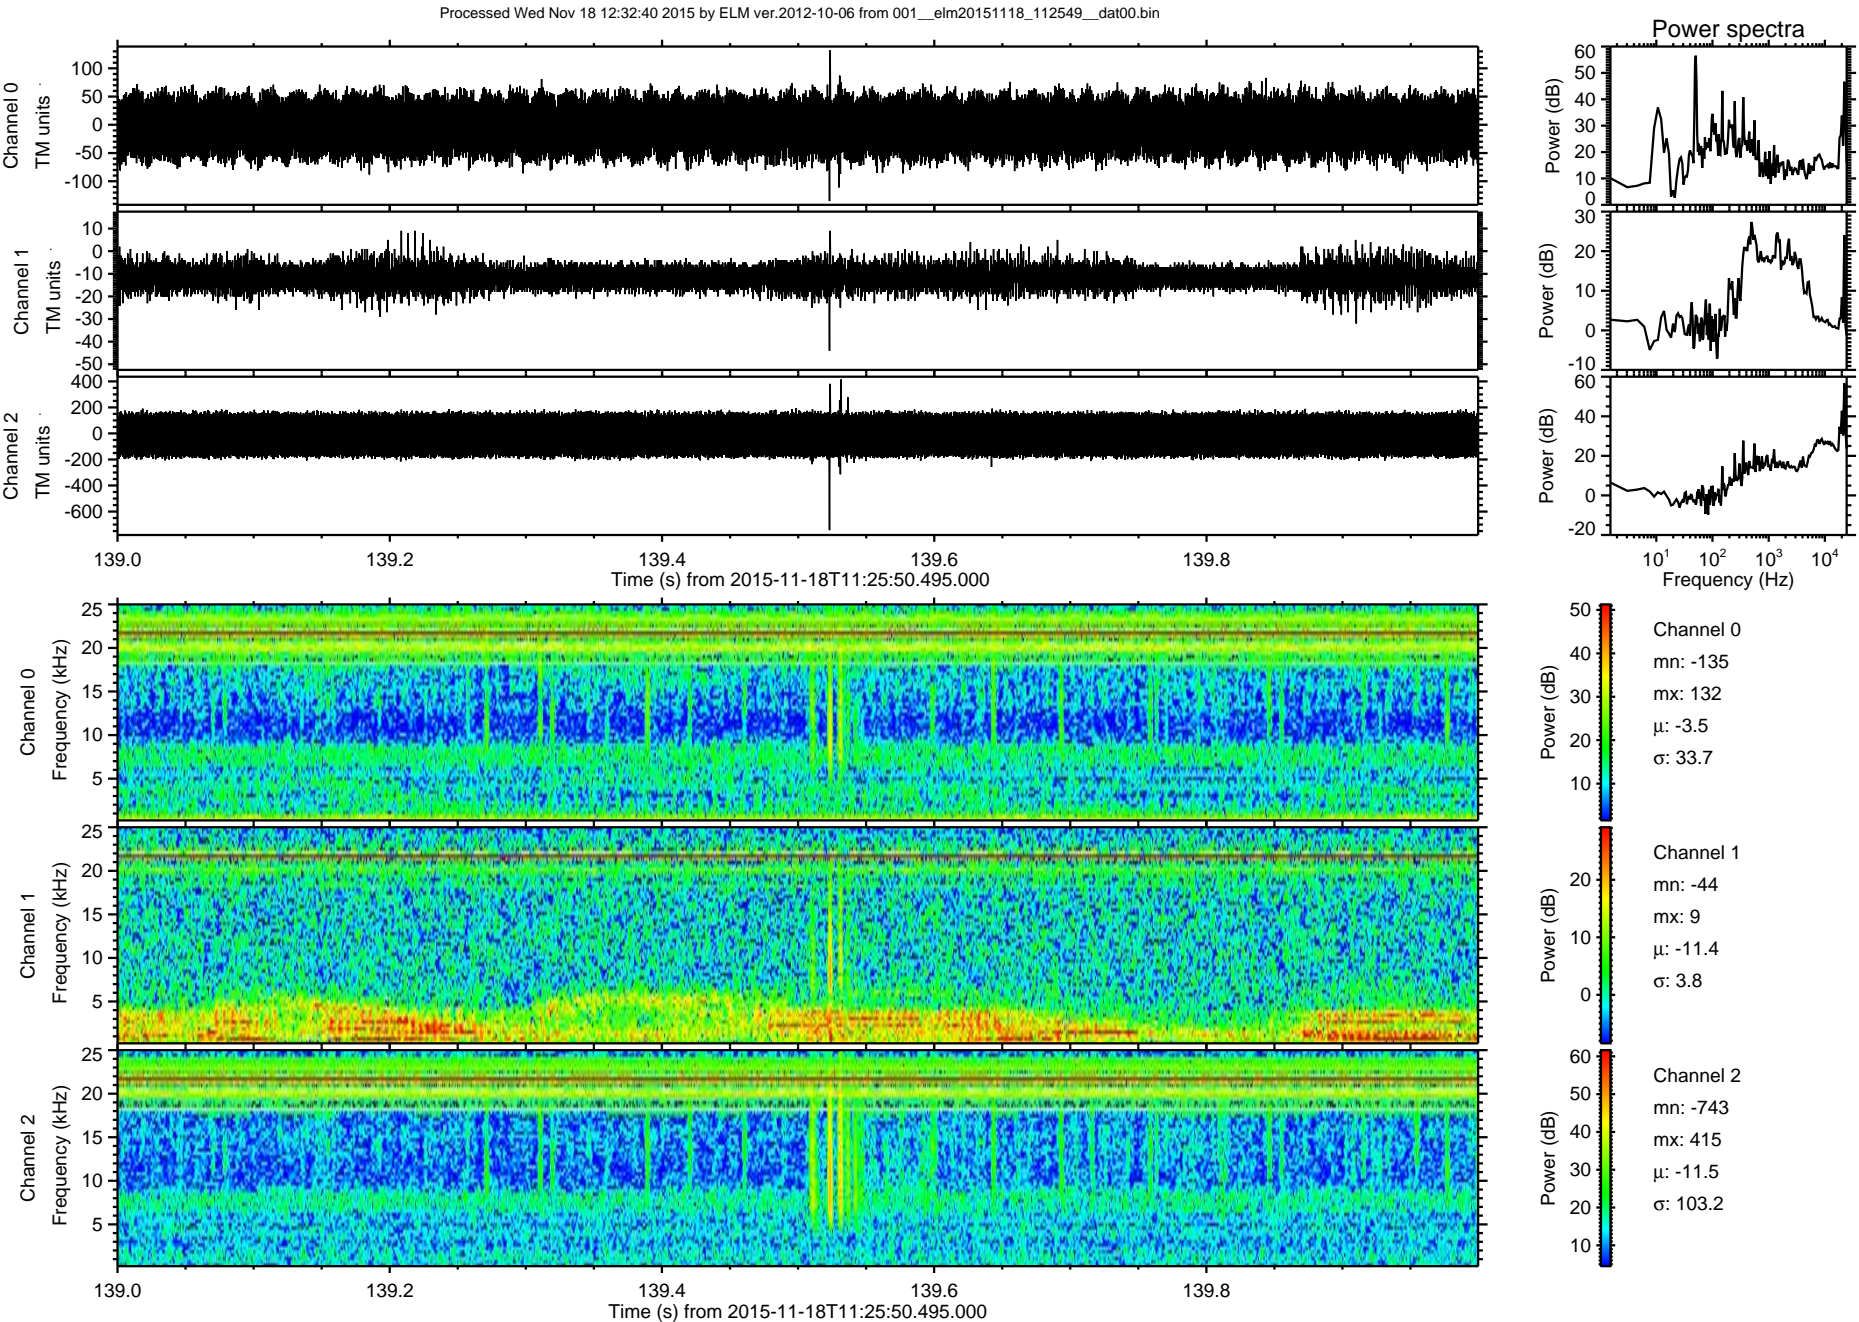 Processed Wed Nov 18 12:32:40 2015 by ELM ver.2012-10-06 from 001__elm20151118_112549__dat00.bin
Power spectra
Channel 0
TM units
100
50
0
-50
-100
Power (dB)
60
50
40
30
20
10
0
Channel 1
TM units
10
0
-10
-20
-30
-40
-50
Power (dB)
30
20
10
0
-10
Channel 2
TM units
400
200
0
-200
-400
-600
Power (dB)
60
40
20
0
-20
139.0 139.2 139.4 139.6 139.8
Time (s) from 2015-11-18T11:25:50.495.000
10¹ 10² 10³ 10⁴
Frequency (Hz)
Channel 0
Frequency (kHz)
25
20
15
10
5
Power (dB)
50
40
30
20
10
Channel 0
mn: -135
mx: 132
μ: -3.5
σ: 33.7
Channel 1
Frequency (kHz)
25
20
15
10
5
Power (dB)
20
10
0
Channel 1
mn: -44
mx: 9
μ: -11.4
σ: 3.8
Channel 2
Frequency (kHz)
25
20
15
10
5
Power (dB)
60
50
40
30
20
10
Channel 2
mn: -743
mx: 415
μ: -11.5
σ: 103.2
139.0 139.2 139.4 139.6 139.8
Time (s) from 2015-11-18T11:25:50.495.000